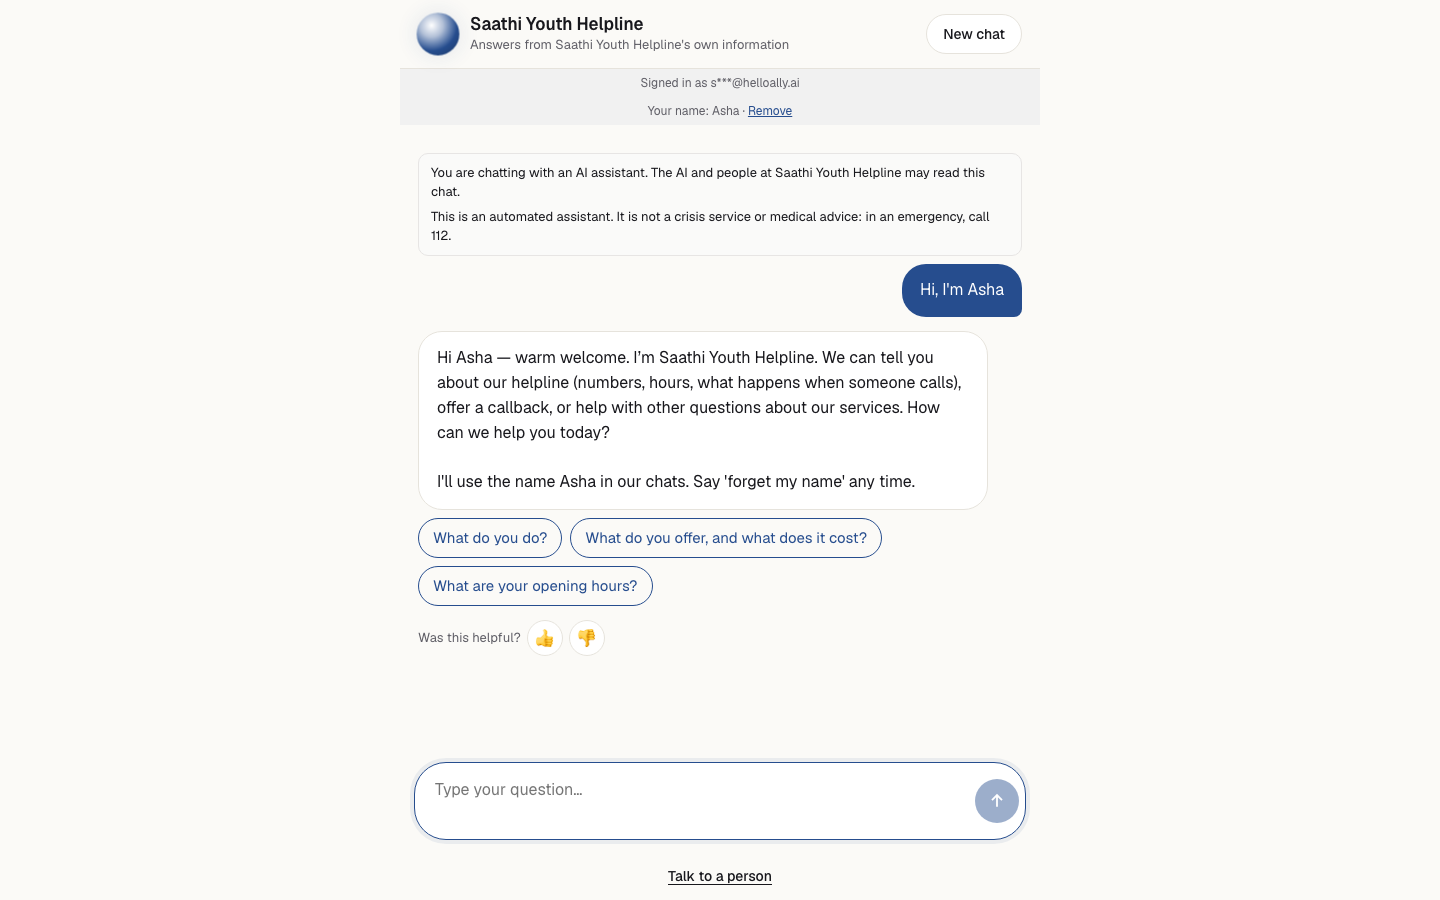 Saathi Youth Helpline
Answers from Saathi Youth Helpline's own information
New chat
Signed in as s***@helloally.ai
Your name: Asha · Remove
You are chatting with an AI assistant. The AI and people at Saathi Youth Helpline may read this
chat.
This is an automated assistant. It is not a crisis service or medical advice: in an emergency, call
112.
Hi, I'm Asha
Hi Asha — warm welcome. I’m Saathi Youth Helpline. We can tell you
about our helpline (numbers, hours, what happens when someone calls),
offer a callback, or help with other questions about our services. How
can we help you today?
I'll use the name Asha in our chats. Say 'forget my name' any time.
What do you do?
What do you offer, and what does it cost?
What are your opening hours?
Was this helpful?
Type your question...
Talk to a person